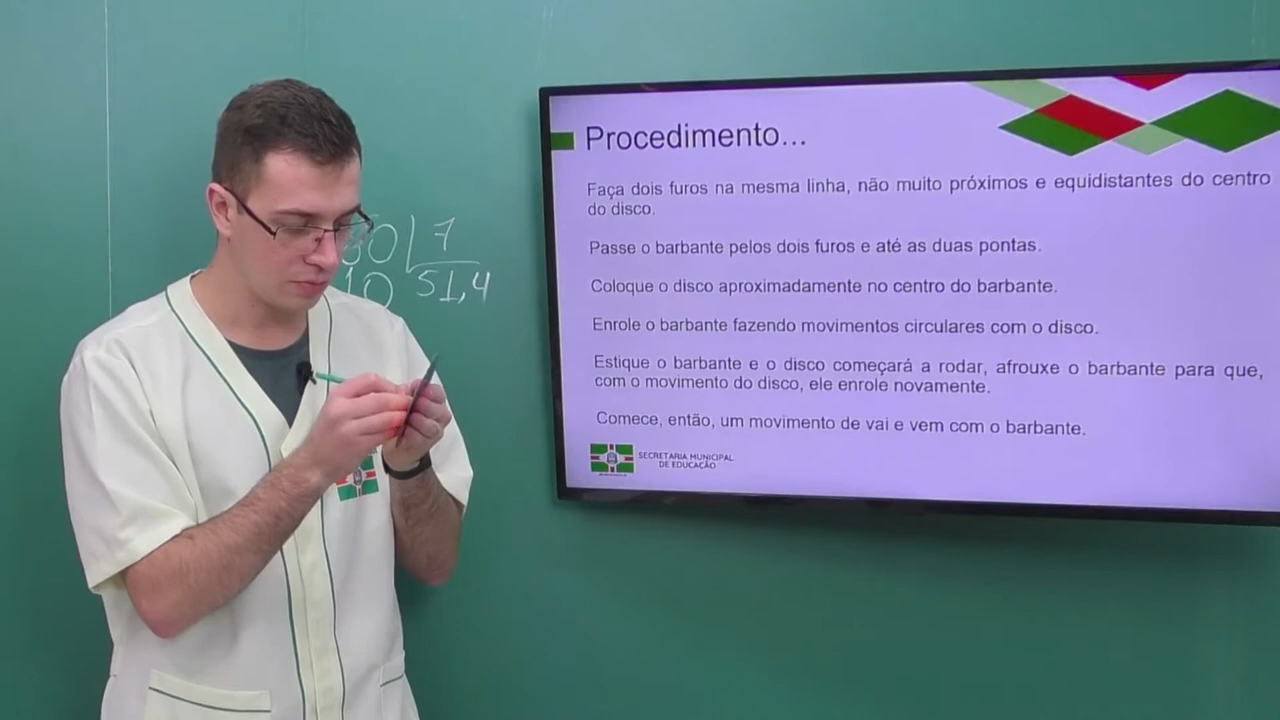 Procedimento...
Faça dois furos na mesma linha, não muito próximos e equidistantes do centro
do disco.
Passe o barbante pelos dois furos e até as duas pontas.
Coloque o disco aproximadamente no centro do barbante.
Enrole o barbante fazendo movimentos circulares com o disco.
Estique o barbante e o disco começará a rodar, afrouxe o barbante para que,
com o movimento do disco, ele enrole novamente.
Comece, então, um movimento de vai e vem com o barbante.
SECRETARIA MUNICIPAL
DE EDUCAÇÃO
7
10 51,4